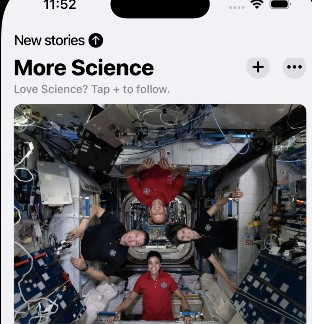 11:52
New stories
More Science
Love Science? Tap + to follow.